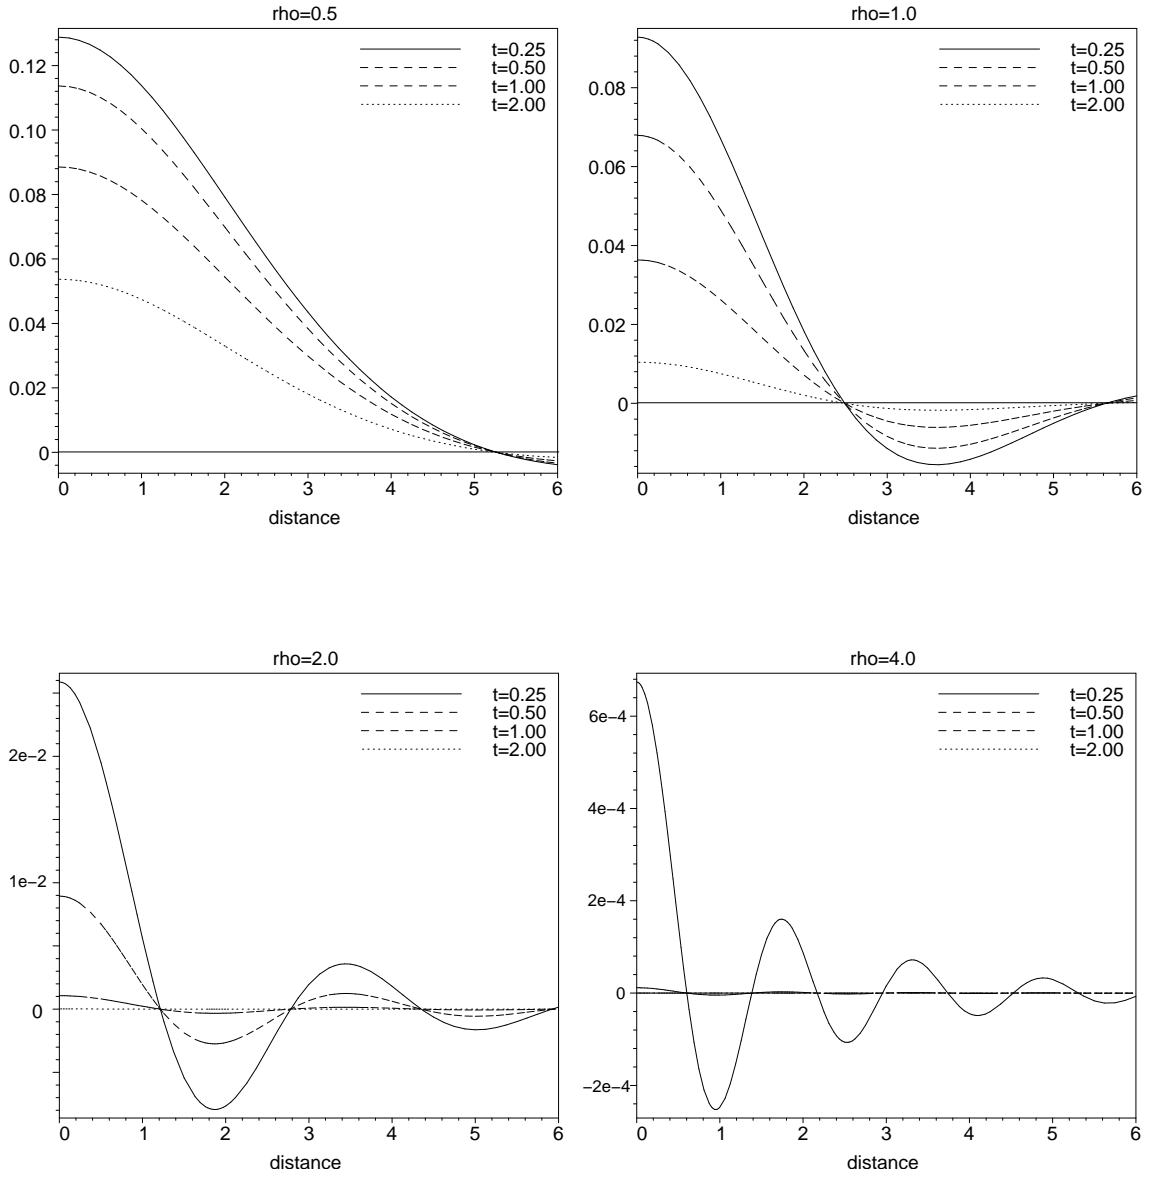 rho=0.5
t=0.25
t=0.50
t=1.00
t=2.00
0.12
0.10
0.08
0.06
0.04
0.02
0
0 1 2 3 4 5 6
distance
rho=1.0
t=0.25
t=0.50
t=1.00
t=2.00
0.08
0.06
0.04
0.02
0
0 1 2 3 4 5 6
distance
rho=2.0
t=0.25
t=0.50
t=1.00
t=2.00
2e−2
1e−2
0
0 1 2 3 4 5 6
distance
rho=4.0
t=0.25
t=0.50
t=1.00
t=2.00
6e−4
4e−4
2e−4
0
−2e−4
0 1 2 3 4 5 6
distance